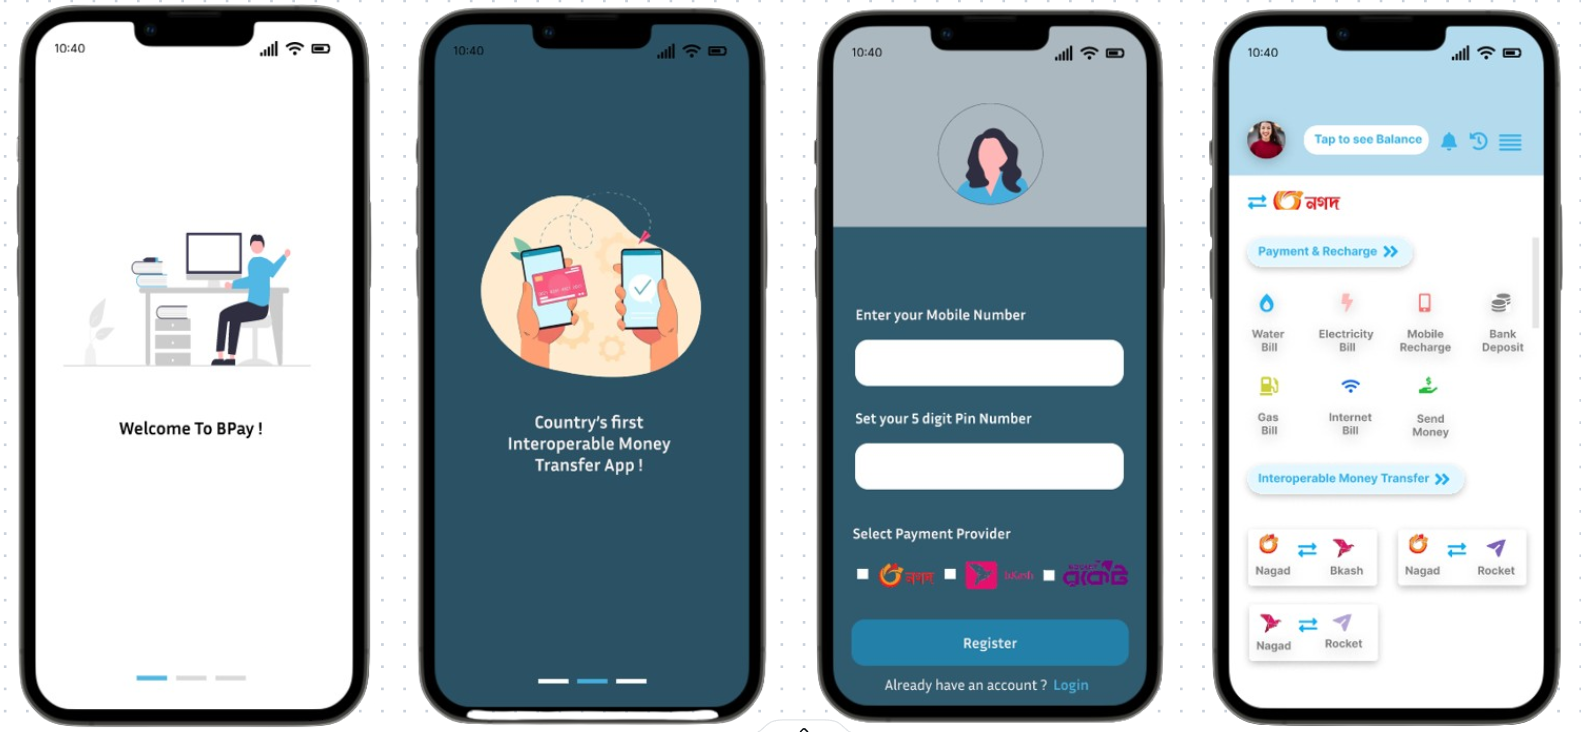 10:40
Welcome To BPay !
10:40
Country's first
Interoperable Money
Transfer App !
10:40
Enter your Mobile Number
Set your 5 digit Pin Number
Select Payment Provider
নগদ
bKash
রকেট
Register
Already have an account ? Login
10:40
Tap to see Balance
নগদ
Payment & Recharge
Water
Bill
Electricity
Bill
Mobile
Recharge
Bank
Deposit
Gas
Bill
Internet
Bill
Send
Money
Interoperable Money Transfer
Nagad
Bkash
Nagad
Rocket
Nagad
Rocket